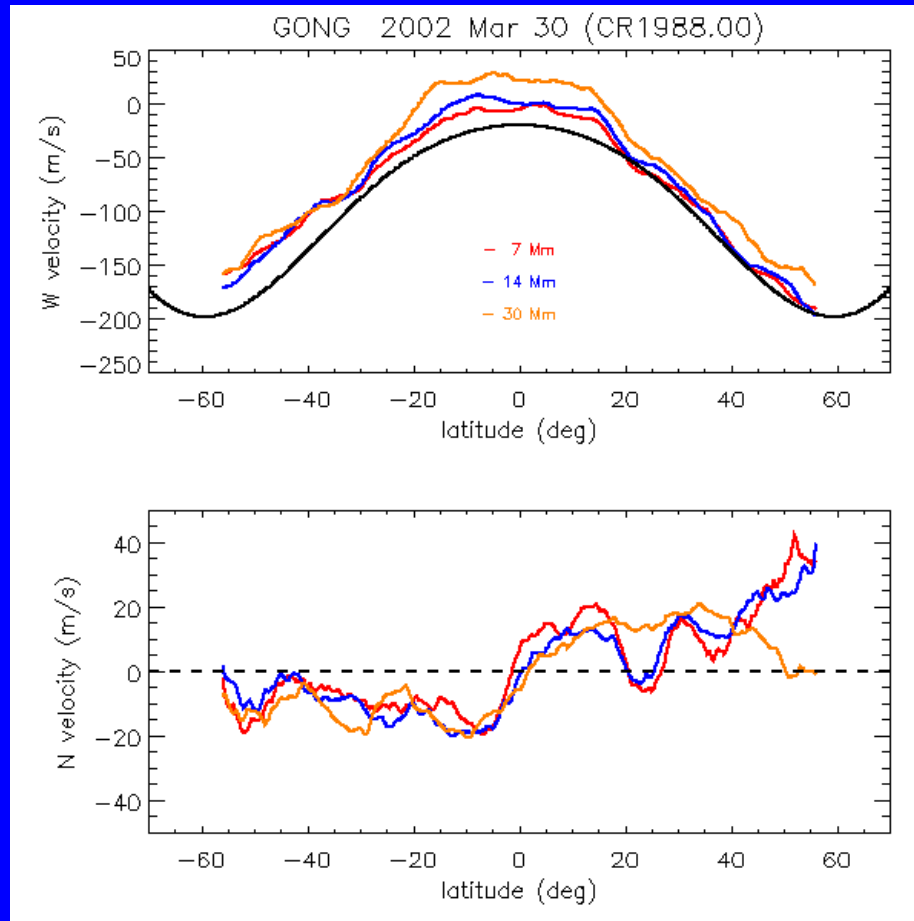 GONG 2002 Mar 30 (CR1988.00)
50
0
−50
−100
−150
−200
−250
W velocity (m/s)
− 7 Mm
− 14 Mm
− 30 Mm
−60 −40 −20 0 20 40 60
latitude (deg)
40
20
0
−20
−40
N velocity (m/s)
−60 −40 −20 0 20 40 60
latitude (deg)